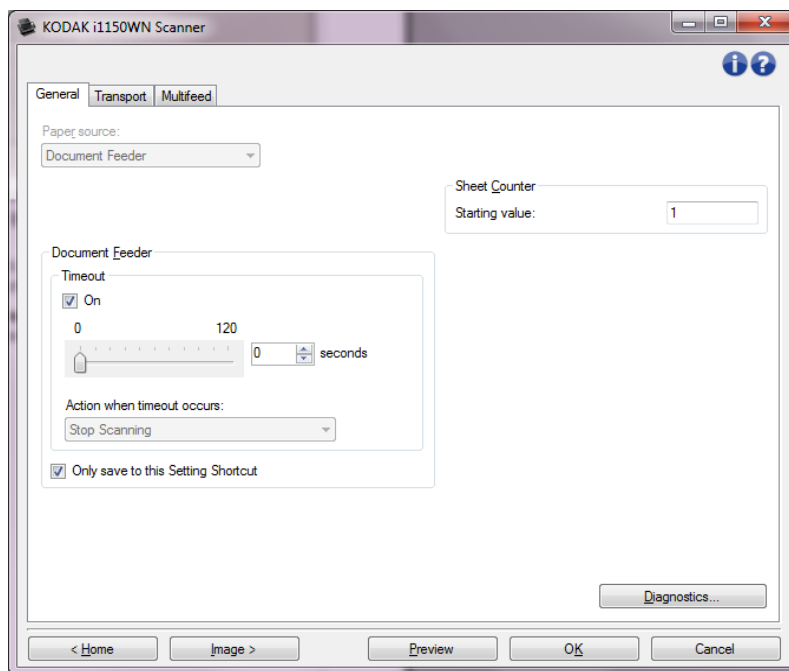 KODAK i1150WN Scanner
General Transport Multifeed
Paper source:
Document Feeder
Sheet Counter
Starting value: 1
Document Feeder
Timeout
On
0 120
0 seconds
Action when timeout occurs:
Stop Scanning
Only save to this Setting Shortcut
Diagnostics...
< Home Image > Preview OK Cancel